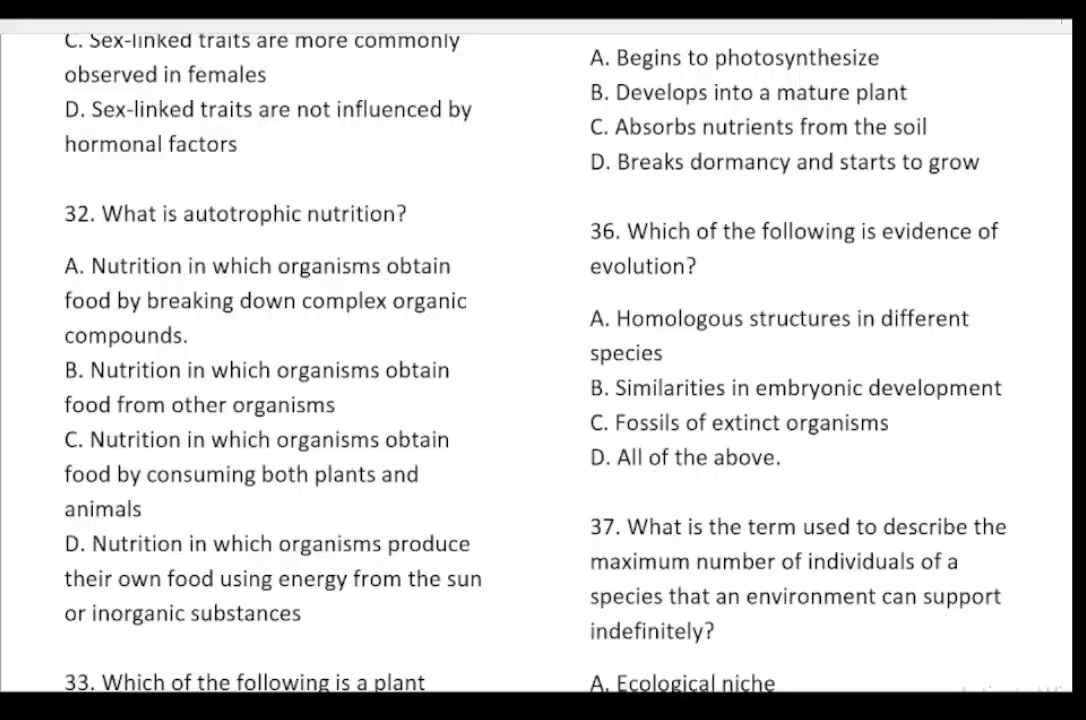 C. Sex-linked traits are more commonly
observed in females
D. Sex-linked traits are not influenced by
hormonal factors
32. What is autotrophic nutrition?
A. Nutrition in which organisms obtain
food by breaking down complex organic
compounds.
B. Nutrition in which organisms obtain
food from other organisms
C. Nutrition in which organisms obtain
food by consuming both plants and
animals
D. Nutrition in which organisms produce
their own food using energy from the sun
or inorganic substances
33. Which of the following is a plant
A. Begins to photosynthesize
B. Develops into a mature plant
C. Absorbs nutrients from the soil
D. Breaks dormancy and starts to grow
36. Which of the following is evidence of
evolution?
A. Homologous structures in different
species
B. Similarities in embryonic development
C. Fossils of extinct organisms
D. All of the above.
37. What is the term used to describe the
maximum number of individuals of a
species that an environment can support
indefinitely?
A. Ecological niche